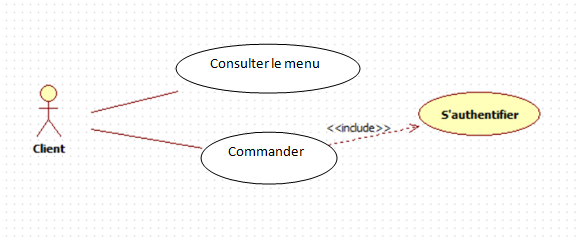 Consulter le menu
Client
Commander
<<include>>
S'authentifier